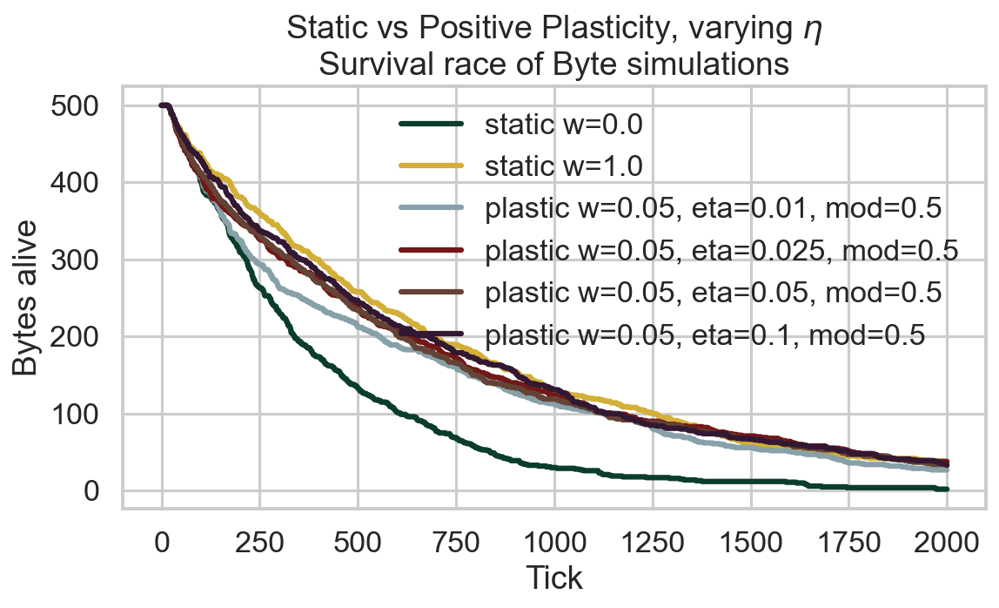 Static vs Positive Plasticity, varying η
Survival race of Byte simulations
500
400
300
200
100
0
Bytes alive
static w=0.0
static w=1.0
plastic w=0.05, eta=0.01, mod=0.5
plastic w=0.05, eta=0.025, mod=0.5
plastic w=0.05, eta=0.05, mod=0.5
plastic w=0.05, eta=0.1, mod=0.5
0 250 500 750 1000 1250 1500 1750 2000
Tick